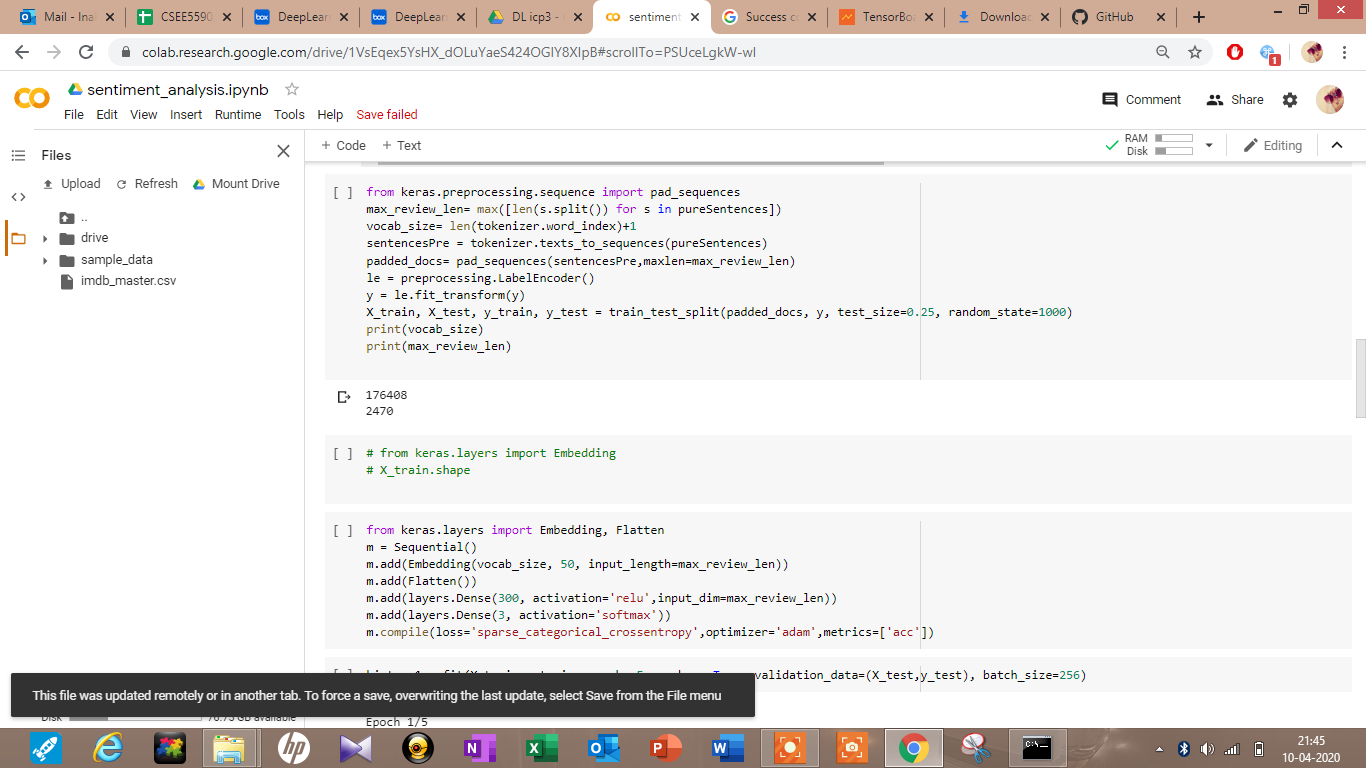 Mail - Inal
CSEE5590
DeepLearn
DeepLearn
DL icp3 -
sentiment
Success c
TensorBoa
Download
GitHub
colab.research.google.com/drive/1VsEqex5YsHX_dOLuYaeS424OGlY8XIpB#scrollTo=PSUceLgkW-wl
1
sentiment_analysis.ipynb
Comment
Share
File Edit View Insert Runtime Tools Help Save failed
Files
+ Code + Text
RAM
Disk
Editing
Upload Refresh Mount Drive
..
drive
sample_data
imdb_master.csv
[ ] from keras.preprocessing.sequence import pad_sequences
max_review_len= max([len(s.split()) for s in pureSentences])
vocab_size= len(tokenizer.word_index)+1
sentencesPre = tokenizer.texts_to_sequences(pureSentences)
padded_docs= pad_sequences(sentencesPre,maxlen=max_review_len)
le = preprocessing.LabelEncoder()
y = le.fit_transform(y)
X_train, X_test, y_train, y_test = train_test_split(padded_docs, y, test_size=0.25, random_state=1000)
print(vocab_size)
print(max_review_len)
176408
2470
[ ] # from keras.layers import Embedding
# X_train.shape
[ ] from keras.layers import Embedding, Flatten
m = Sequential()
m.add(Embedding(vocab_size, 50, input_length=max_review_len))
m.add(Flatten())
m.add(layers.Dense(300, activation='relu',input_dim=max_review_len))
m.add(layers.Dense(3, activation='softmax'))
m.compile(loss='sparse_categorical_crossentropy',optimizer='adam',metrics=['acc'])
validation_data=(X_test,y_test), batch_size=256)
This file was updated remotely or in another tab. To force a save, overwriting the last update, select Save from the File menu
Disk 76.75 GB available
Epoch 1/5
21:45
10-04-2020